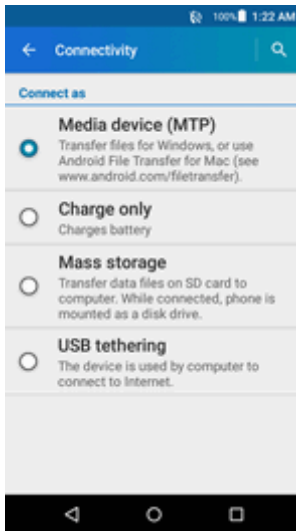 100% 1:22 AM
Connectivity
Connect as
Media device (MTP)
Transfer files for Windows, or use
Android File Transfer for Mac (see
www.android.com/filetransfer).
Charge only
Charges battery
Mass storage
Transfer data files on SD card to
computer. While connected, phone is
mounted as a disk drive.
USB tethering
The device is used by computer to
connect to Internet.